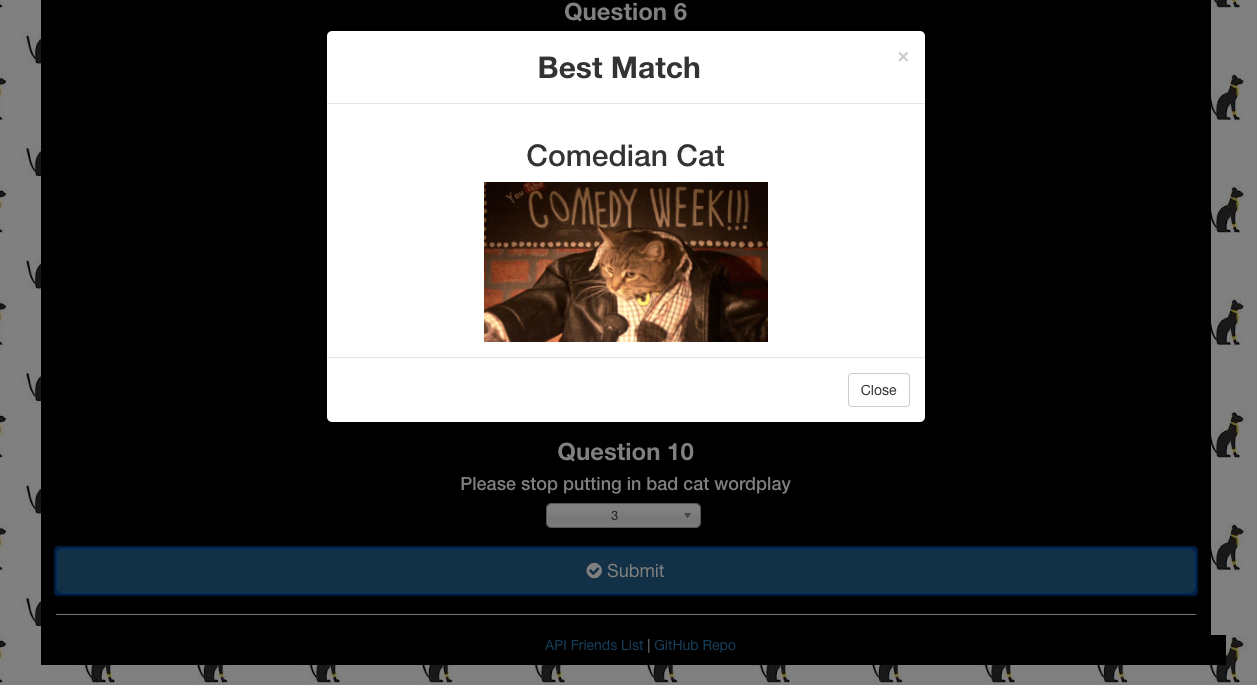 Question 6
Best Match
×
Comedian Cat
You Tube
COMEDY WEEK!!!
Close
Question 10
Please stop putting in bad cat wordplay
3
Submit
API Friends List | GitHub Repo